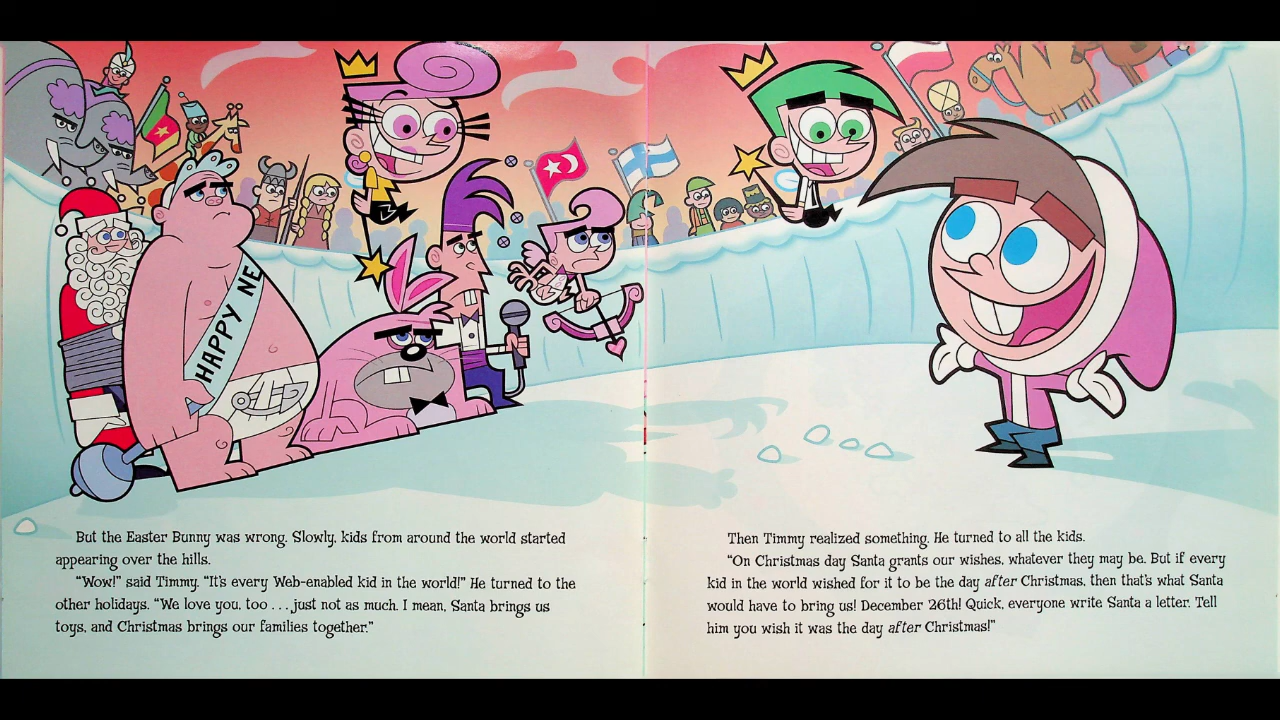 HAPPY NE
But the Easter Bunny was wrong. Slowly, kids from around the world started
appearing over the hills.
“Wow!” said Timmy. “It’s every Web-enabled kid in the world!” He turned to the
other holidays. “We love you, too . . . just not as much. I mean, Santa brings us
toys, and Christmas brings our families together.”
Then Timmy realized something. He turned to all the kids.
“On Christmas day Santa grants our wishes, whatever they may be. But if every
kid in the world wished for it to be the day after Christmas, then that’s what Santa
would have to bring us! December 26th! Quick, everyone write Santa a letter. Tell
him you wish it was the day after Christmas!”